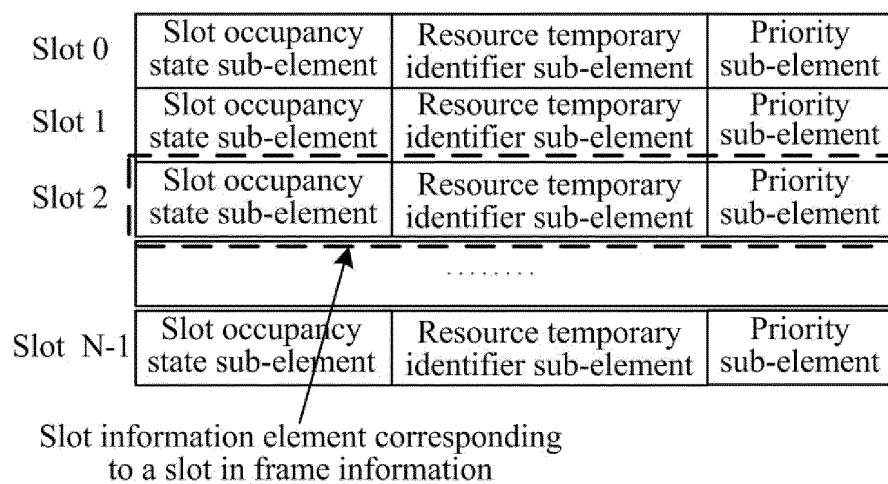 Slot 0
Slot occupancy
state sub-element
Resource temporary
identifier sub-element
Priority
sub-element
Slot 1
Slot occupancy
state sub-element
Resource temporary
identifier sub-element
Priority
sub-element
Slot 2
Slot occupancy
state sub-element
Resource temporary
identifier sub-element
Priority
sub-element
........
Slot N-1
Slot occupancy
state sub-element
Resource temporary
identifier sub-element
Priority
sub-element
Slot information element corresponding
to a slot in frame information